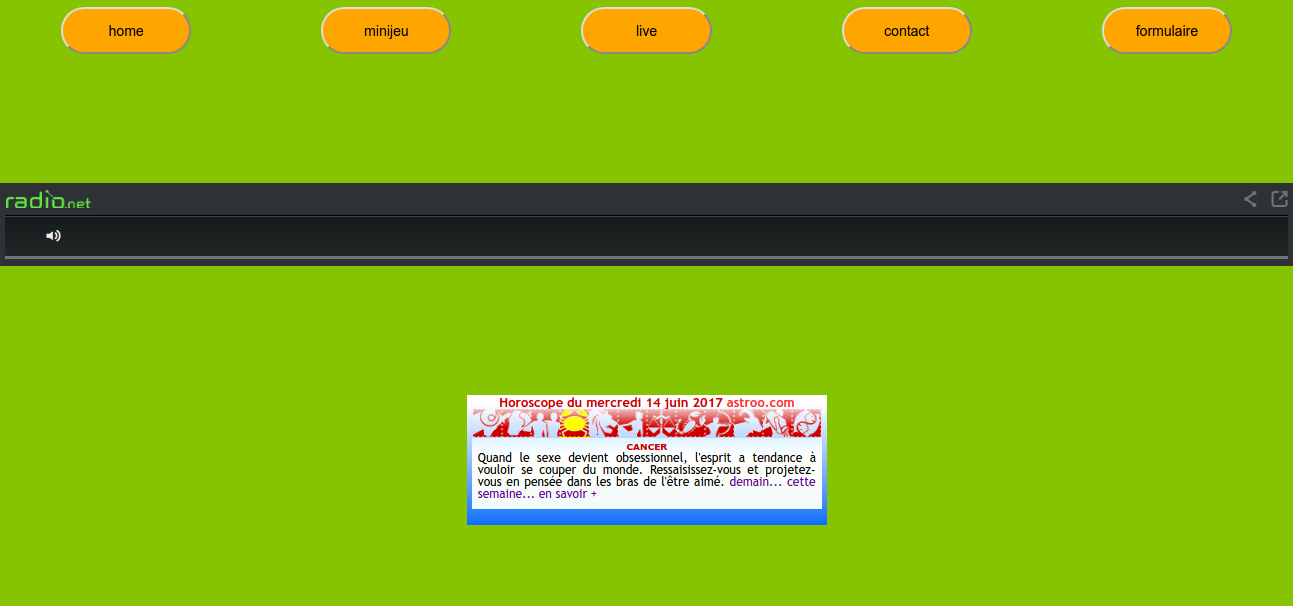 home minijeu live contact formulaire
radio.net
Horoscope du mercredi 14 juin 2017 astroo.com
CANCER
Quand le sexe devient obsessionnel, l'esprit a tendance à
vouloir se couper du monde. Ressaisissez-vous et projetez-
vous en pensée dans les bras de l'être aimé. demain... cette
semaine... en savoir +